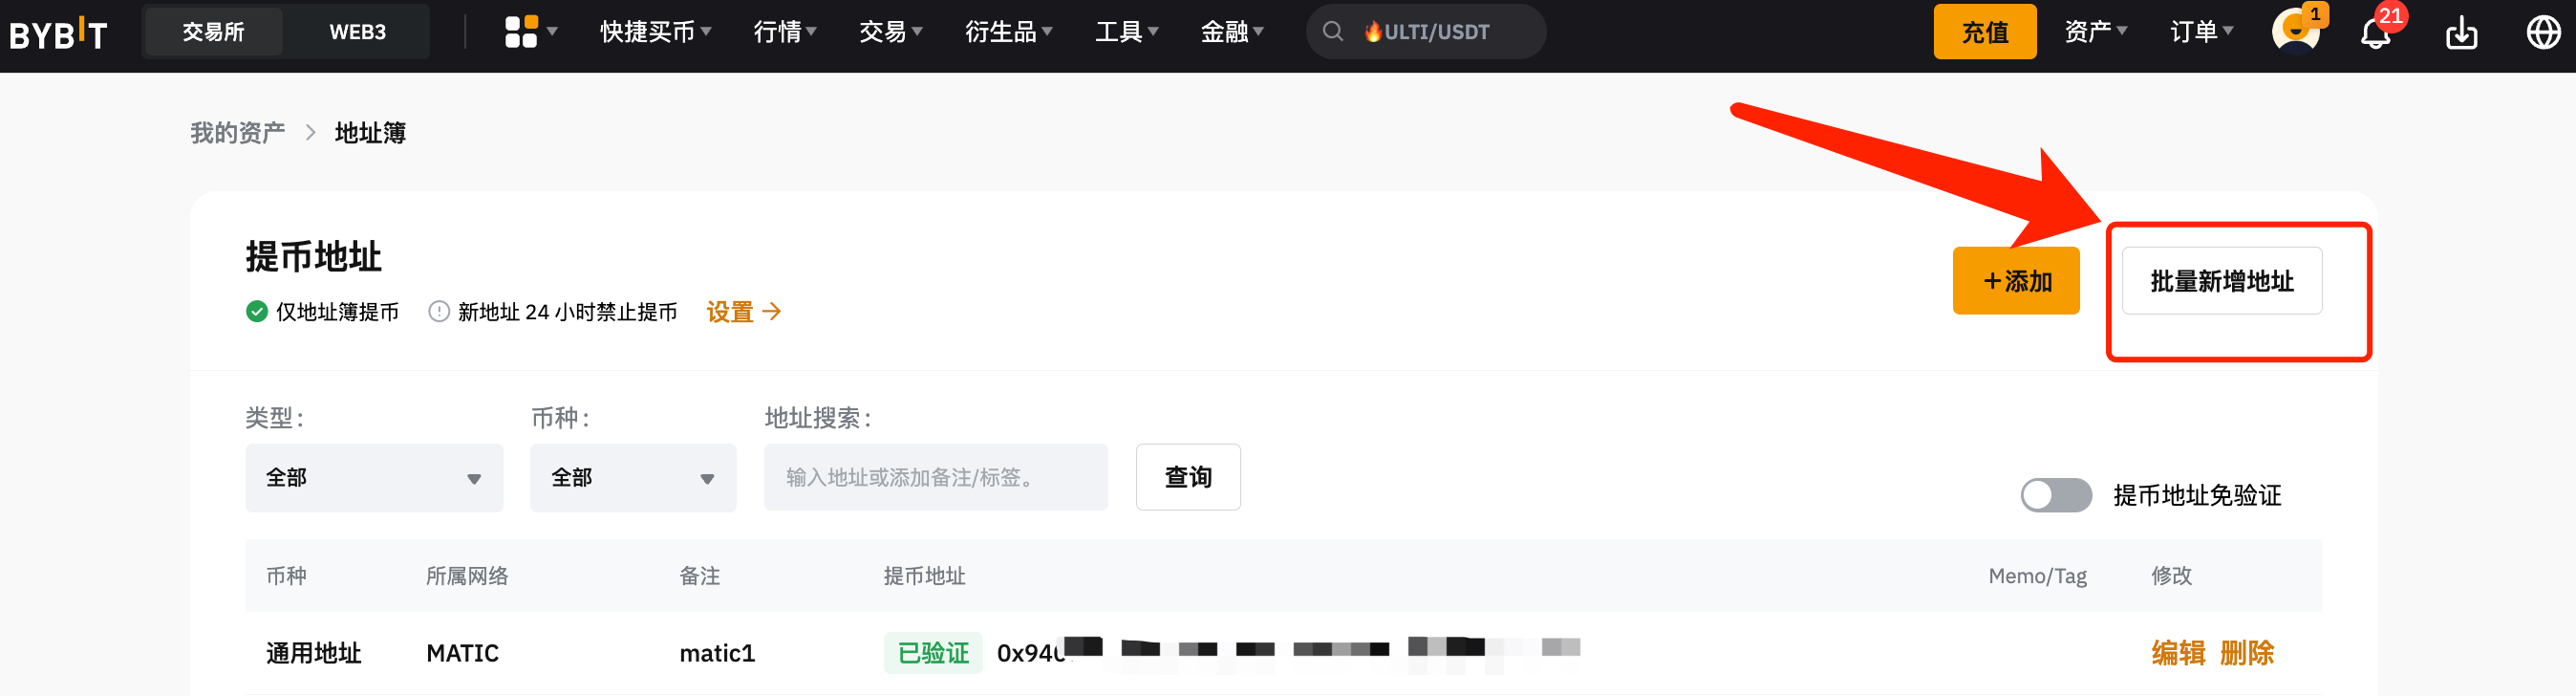 BYBIT 交易所 WEB3 快捷买币 行情 交易 衍生品 工具 金融 🔥ULTI/USDT 充值 资产 订单 1 21
我的资产 > 地址簿
提币地址
+添加 批量新增地址
仅地址簿提币 新地址 24 小时禁止提币 设置 →
类型: 币种: 地址搜索:
全部 全部 输入地址或添加备注/标签。 查询
提币地址免验证
币种 所属网络 备注 提币地址 Memo/Tag 修改
通用地址 MATIC matic1 已验证 0x940 编辑 删除